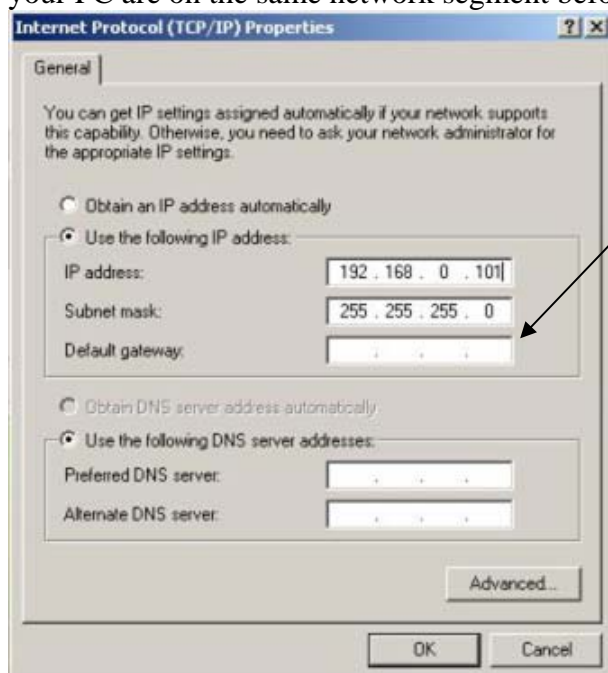 your PC are on the same network segment befo
Internet Protocol (TCP/IP) Properties
General
You can get IP settings assigned automatically if your network supports
this capability. Otherwise, you need to ask your network administrator for
the appropriate IP settings.
Obtain an IP address automatically
Use the following IP address:
IP address: 192 . 168 . 0 . 101
Subnet mask: 255 . 255 . 255 . 0
Default gateway: . . .
Obtain DNS server address automatically
Use the following DNS server addresses:
Preferred DNS server: . . .
Alternate DNS server: . . .
Advanced...
OK Cancel